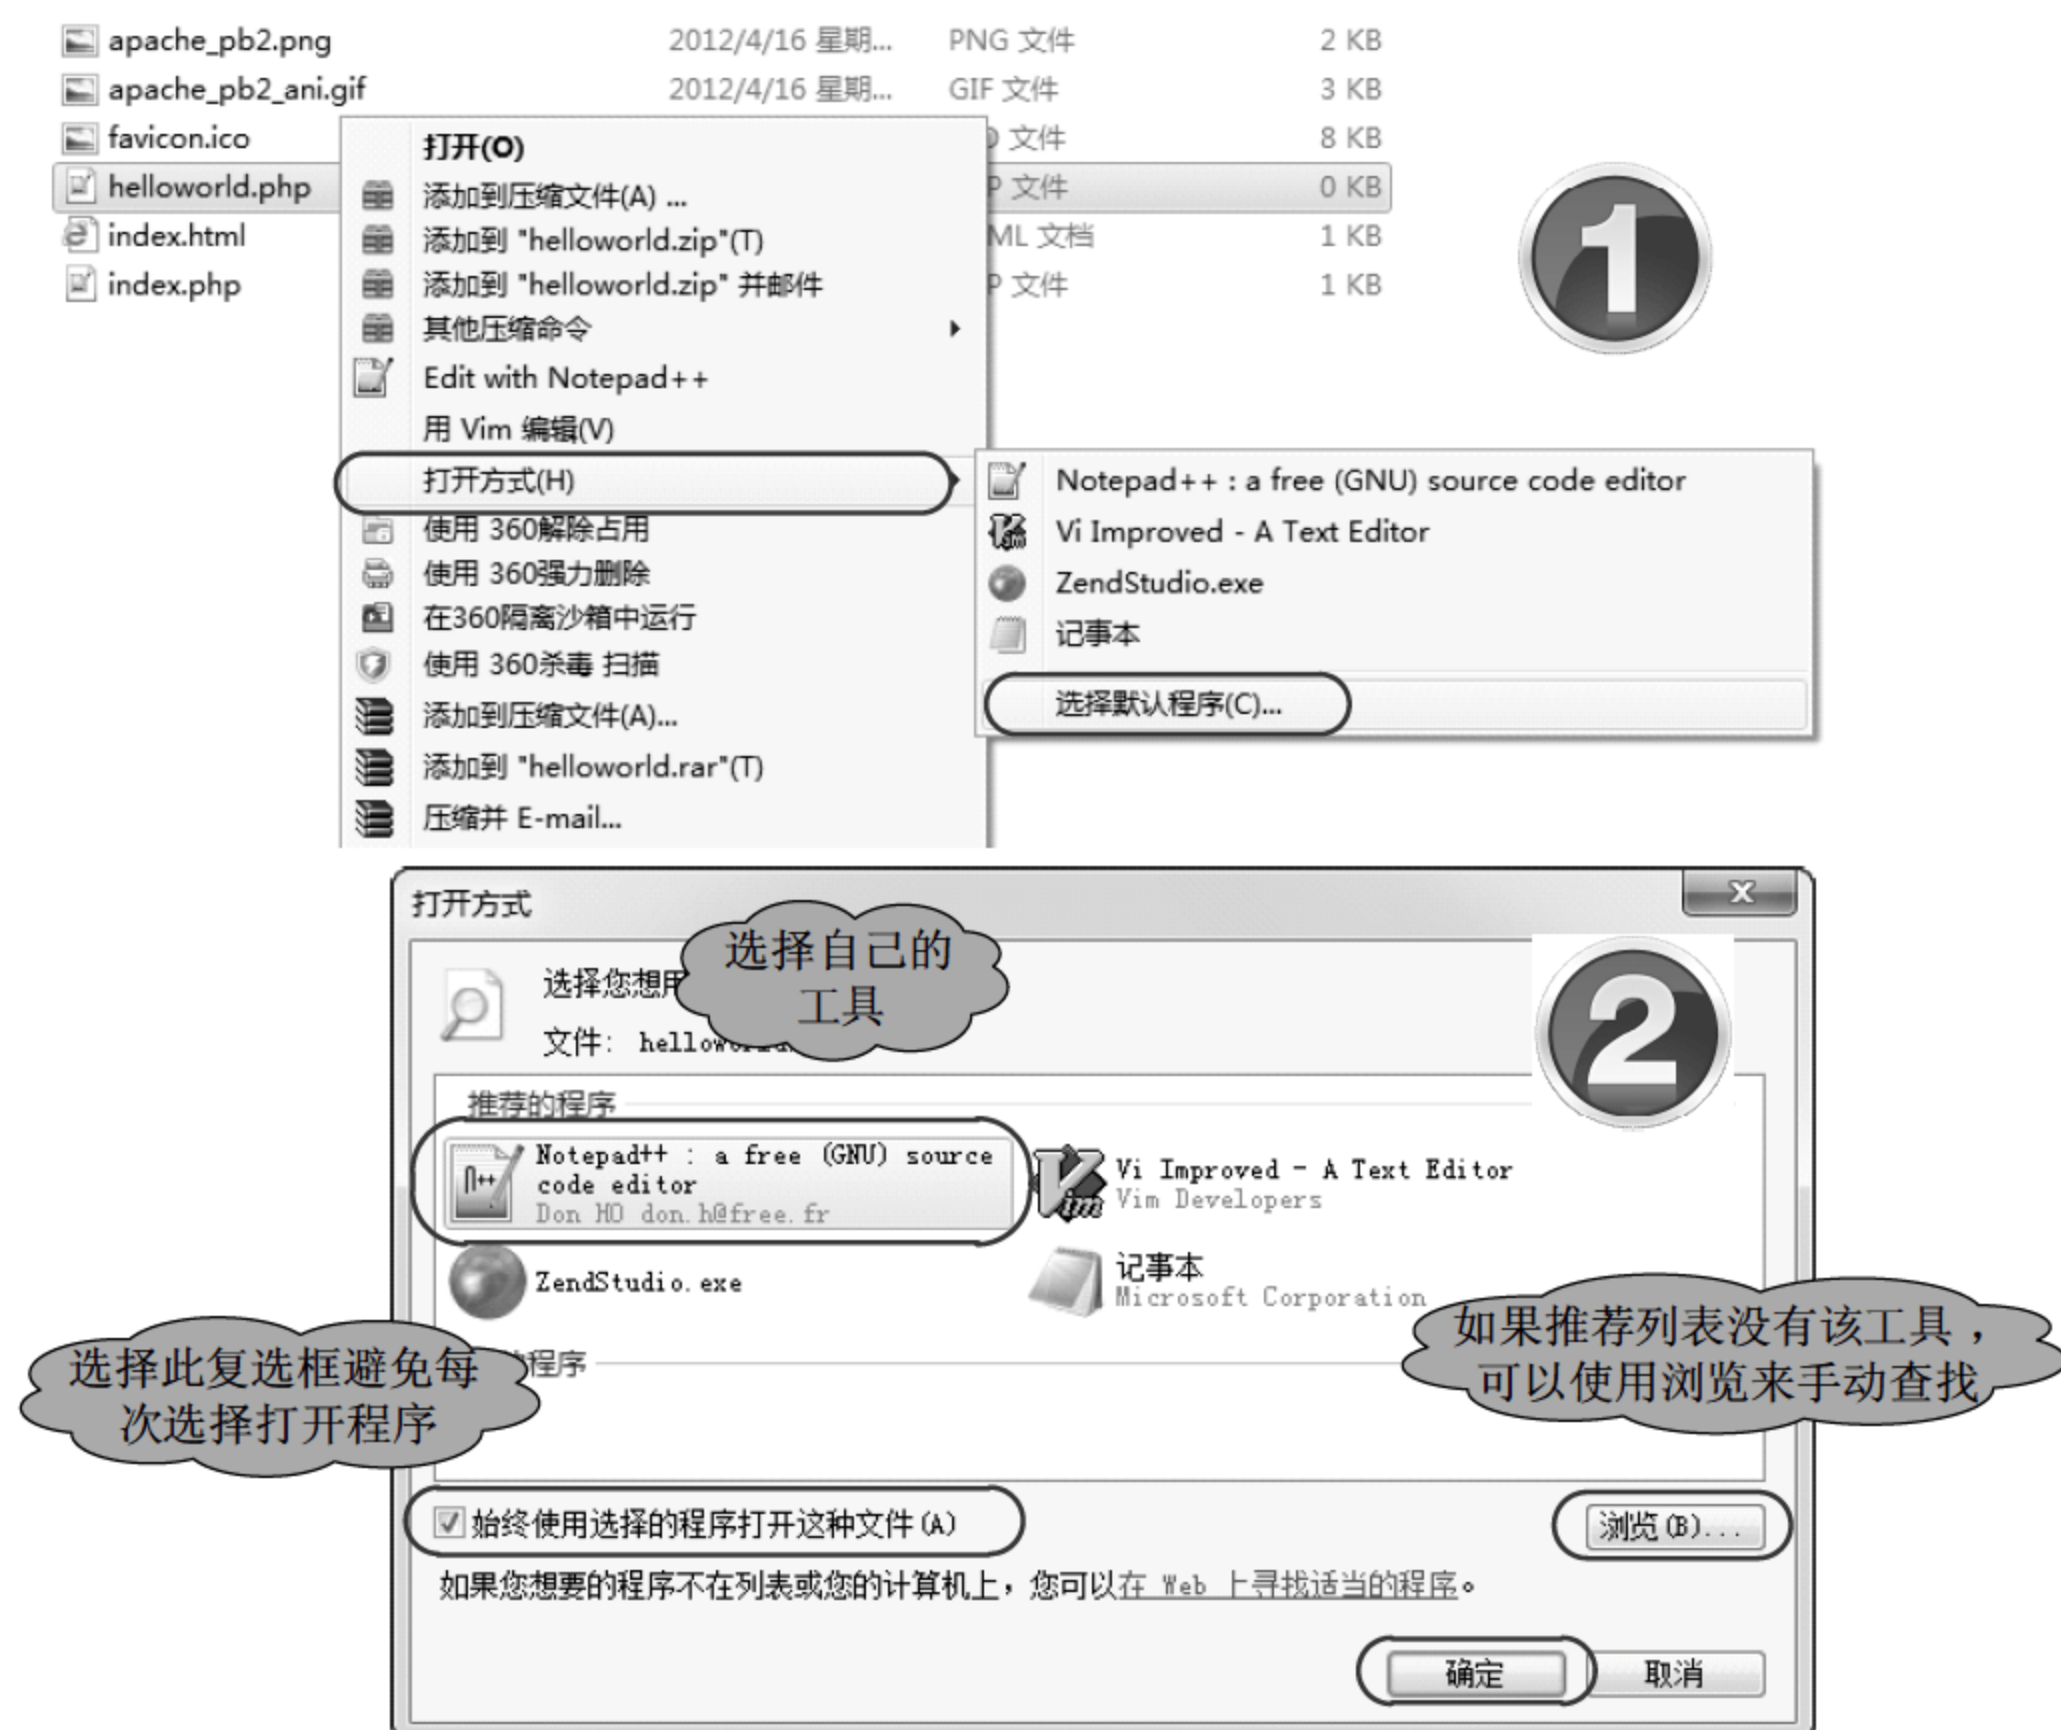 apache_pb2.png 2012/4/16 星期... PNG 文件 2 KB
apache_pb2_ani.gif 2012/4/16 星期... GIF 文件 3 KB
favicon.ico 文件 8 KB
helloworld.php P 文件 0 KB
index.html ML 文档 1 KB
index.php P 文件 1 KB
1
打开(O)
添加到压缩文件(A) ...
添加到 "helloworld.zip"(T)
添加到 "helloworld.zip" 并邮件
其他压缩命令
Edit with Notepad++
用 Vim 编辑(V)
打开方式(H)
使用 360解除占用
使用 360强力删除
在360隔离沙箱中运行
使用 360杀毒 扫描
添加到压缩文件(A)...
添加到 "helloworld.rar"(T)
压缩并 E-mail...
Notepad++ : a free (GNU) source code editor
Vi Improved - A Text Editor
ZendStudio.exe
记事本
选择默认程序(C)...
打开方式
选择自己的
工具
2
选择您想用
文件: helloworld
推荐的程序
Notepad++ : a free (GNU) source
code editor
Don HO don.h@free.fr
Vi Improved - A Text Editor
Vim Developers
ZendStudio.exe
记事本
Microsoft Corporation
如果推荐列表没有该工具，
可以使用浏览来手动查找
选择此复选框避免每
次选择打开程序
程序
始终使用选择的程序打开这种文件(A)
浏览(B)...
如果您想要的程序不在列表或您的计算机上，您可以在 Web 上寻找适当的程序。
确定 取消